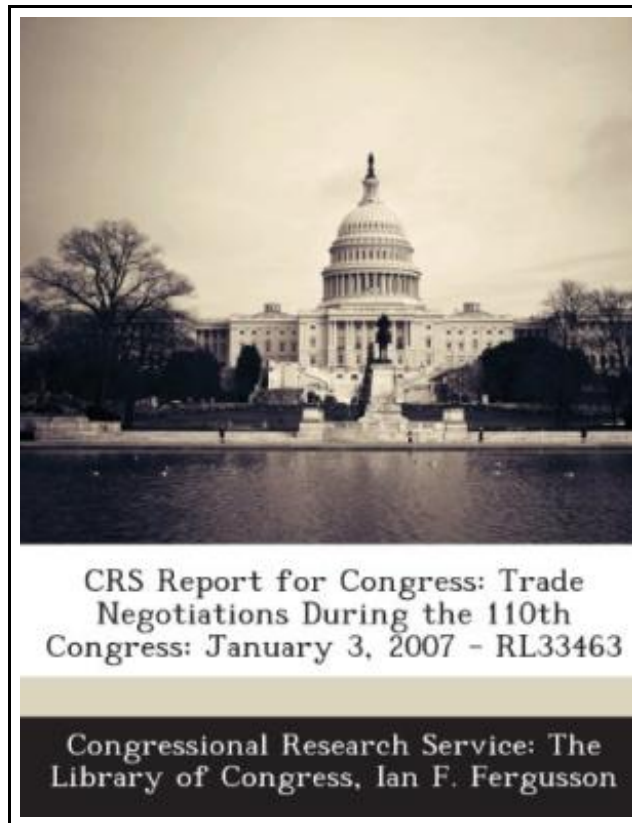 CRS Report for Congress: Trade
Negotiations During the 110th
Congress: January 3, 2007 - RL33463
Congressional Research Service: The
Library of Congress, Ian F. Fergusson